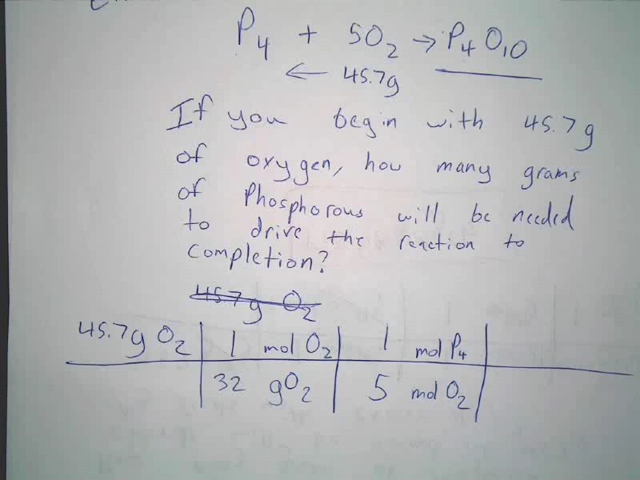 P4 + 5O2 → P4O10
← 45.7g
If you begin with 45.7g
of oxygen, how many grams
of Phosphorous will be needed
to drive the reaction to
completion?
45.7g O2
45.7g O2 | 1 mol O2 | 1 mol P4 |
32 gO2 | 5 mol O2 |